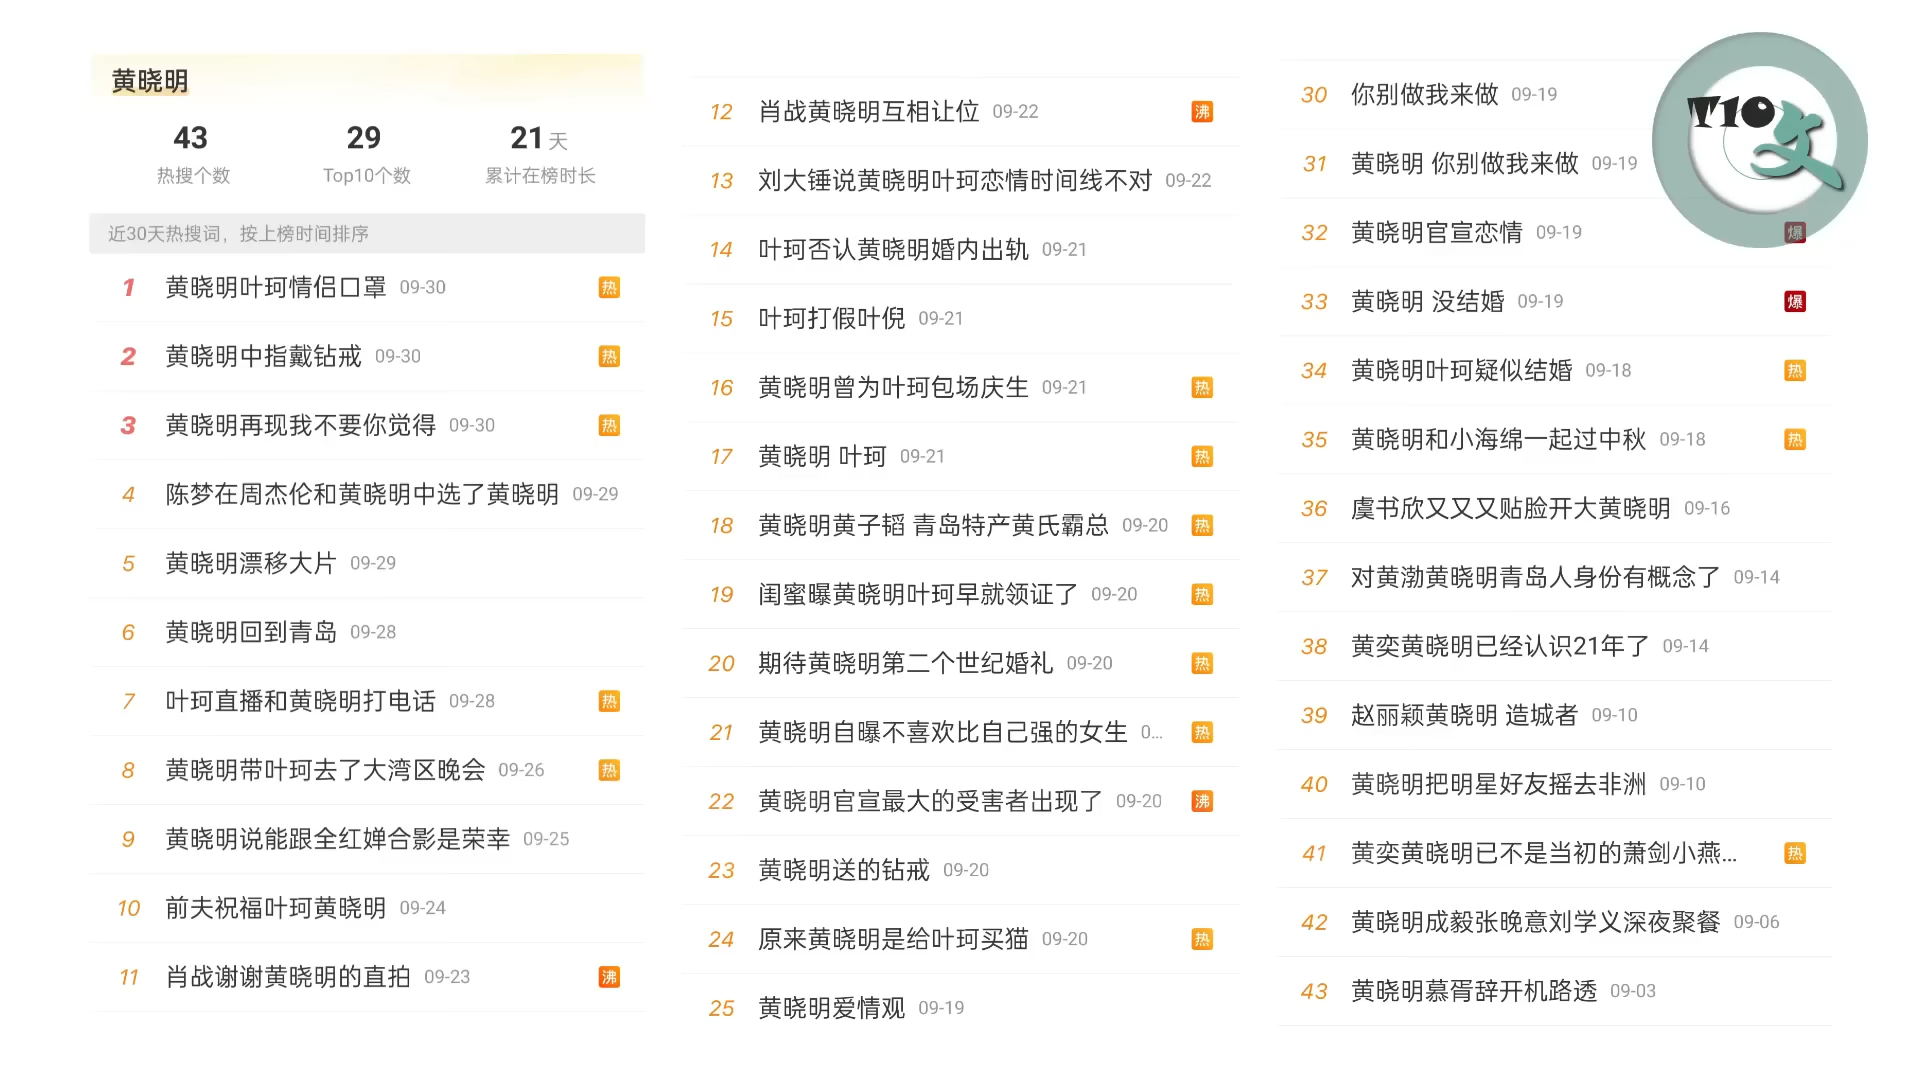 黄晓明
43 29 21天
热搜个数 Top10个数 累计在榜时长
近30天热搜词，按上榜时间排序
1 黄晓明叶珂情侣口罩 09-30 热
2 黄晓明中指戴钻戒 09-30 热
3 黄晓明再现我不要你觉得 09-30 热
4 陈梦在周杰伦和黄晓明中选了黄晓明 09-29
5 黄晓明漂移大片 09-29
6 黄晓明回到青岛 09-28
7 叶珂直播和黄晓明打电话 09-28 热
8 黄晓明带叶珂去了大湾区晚会 09-26 热
9 黄晓明说能跟全红婵合影是荣幸 09-25
10 前夫祝福叶珂黄晓明 09-24
11 肖战谢谢黄晓明的直拍 09-23 沸
12 肖战黄晓明互相让位 09-22 沸
13 刘大锤说黄晓明叶珂恋情时间线不对 09-22
14 叶珂否认黄晓明婚内出轨 09-21
15 叶珂打假叶倪 09-21
16 黄晓明曾为叶珂包场庆生 09-21 热
17 黄晓明 叶珂 09-21 热
18 黄晓明黄子韬 青岛特产黄氏霸总 09-20 热
19 闺蜜曝黄晓明叶珂早就领证了 09-20 热
20 期待黄晓明第二个世纪婚礼 09-20 热
21 黄晓明自曝不喜欢比自己强的女生 0... 热
22 黄晓明官宣最大的受害者出现了 09-20 沸
23 黄晓明送的钻戒 09-20
24 原来黄晓明是给叶珂买猫 09-20 热
25 黄晓明爱情观 09-19
30 你别做我来做 09-19
31 黄晓明 你别做我来做 09-19
32 黄晓明官宣恋情 09-19 爆
33 黄晓明 没结婚 09-19 爆
34 黄晓明叶珂疑似结婚 09-18 热
35 黄晓明和小海绵一起过中秋 09-18 热
36 虞书欣又又又贴脸开大黄晓明 09-16
37 对黄渤黄晓明青岛人身份有概念了 09-14
38 黄奕黄晓明已经认识21年了 09-14
39 赵丽颖黄晓明 造城者 09-10
40 黄晓明把明星好友摇去非洲 09-10
41 黄奕黄晓明已不是当初的萧剑小燕... 热
42 黄晓明成毅张晚意刘学义深夜聚餐 09-06
43 黄晓明慕胥辞开机路透 09-03
T10文